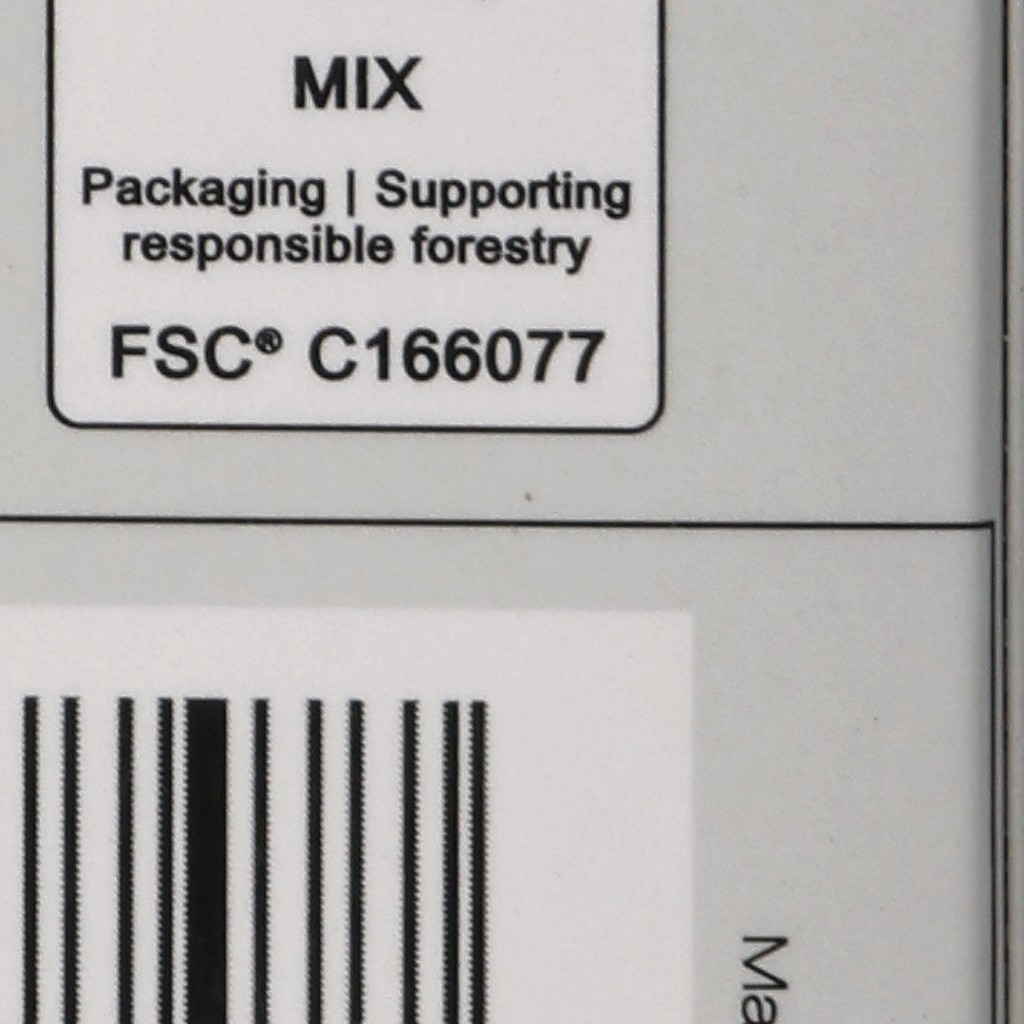 MIX
Packaging | Supporting
responsible forestry
FSC® C166077
Ma